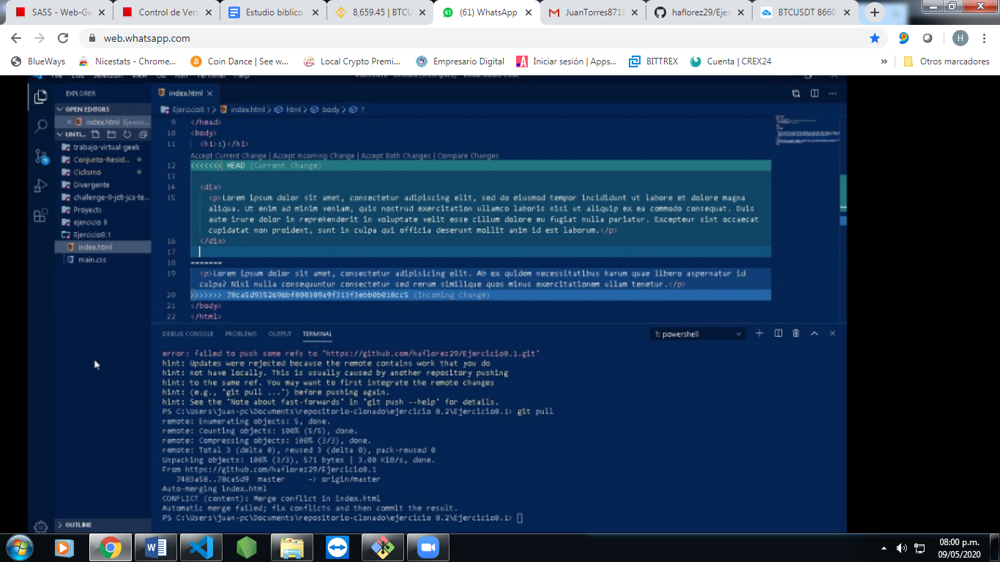 SASS - Web-Ge
Control de Vers
Estudio biblico
8,659.45 | BTCU
(61) WhatsApp
JuanTorres8718
haflorez29/Ejer
BTCUSDT 8660.
web.whatsapp.com
H
BlueWays
Nicestats - Chrome...
Coin Dance | See w...
Local Crypto Premi...
Empresario Digital
Iniciar sesión | Apps...
BITTREX
Cuenta | CREX24
»
Otros marcadores
EXPLORER
index.html
OPEN EDITORS
index.html Ejercici...
Ejercicio8.1 > index.html > html > body > ?
UNTI...
trabajo-virtual-geek
Conjunto-Resid...
Ciclismo
Divergente
challenge-8-jdlt-jca-te...
Proyects
ejercicio 8
Ejercicio8.1
index.html
main.css
OUTLINE
9 </head>
10 <body>
11 <h1>:)</h1>
Accept Current Change | Accept Incoming Change | Accept Both Changes | Compare Changes
12 <<<<<<< HEAD (Current Change)
13
14 <div>
15 <p>Lorem ipsum dolor sit amet, consectetur adipiscing elit, sed do eiusmod tempor incididunt ut labore et dolore magna
aliqua. Ut enim ad minim veniam, quis nostrud exercitation ullamco laboris nisi ut aliquip ex ea commodo consequat. Duis
aute irure dolor in reprehenderit in voluptate velit esse cillum dolore eu fugiat nulla pariatur. Excepteur sint occaecat
cupidatat non proident, sunt in culpa qui officia deserunt mollit anim id est laborum.</p>
16 </div>
17
18 =======
19 <p>Lorem ipsum dolor sit amet, consectetur adipisicing elit. Ab ex quidem necessitatibus harum quae libero aspernatur id
culpa? Nisi nulla consequuntur consectetur sed rerum similique quos minus exercitationem ullam tenetur.</p>
20 >>>>>>> 78ca5d9352696bf800309a9f313f3ebb0b018cc5 (Incoming Change)
21 </body>
22 </html>
DEBUG CONSOLE PROBLEMS OUTPUT TERMINAL
1: powershell
error: failed to push some refs to "https://github.com/haflorez29/Ejercicio8.1.git"
hint: Updates were rejected because the remote contains work that you do
hint: not have locally. This is usually caused by another repository pushing
hint: to the same ref. You may want to first integrate the remote changes
hint: (e.g., 'git pull ...') before pushing again.
hint: See the 'Note about fast-forwards' in 'git push --help' for details.
PS C:\Users\juan-pc\Documents\repositorio-clonado\ejercicio 8.2\Ejercicio8.1> git pull
remote: Enumerating objects: 5, done.
remote: Counting objects: 100% (5/5), done.
remote: Compressing objects: 100% (3/3), done.
remote: Total 3 (delta 0), reused 3 (delta 0), pack-reused 0
Unpacking objects: 100% (3/3), 571 bytes | 3.00 KiB/s, done.
From https://github.com/haflorez29/Ejercicio8.1
7483a58..78ca5d9 master -> origin/master
Auto-merging index.html
CONFLICT (content): Merge conflict in index.html
Automatic merge failed; fix conflicts and then commit the result.
PS C:\Users\juan-pc\Documents\repositorio-clonado\ejercicio 8.2\Ejercicio8.1>
08:00 p.m.
09/05/2020